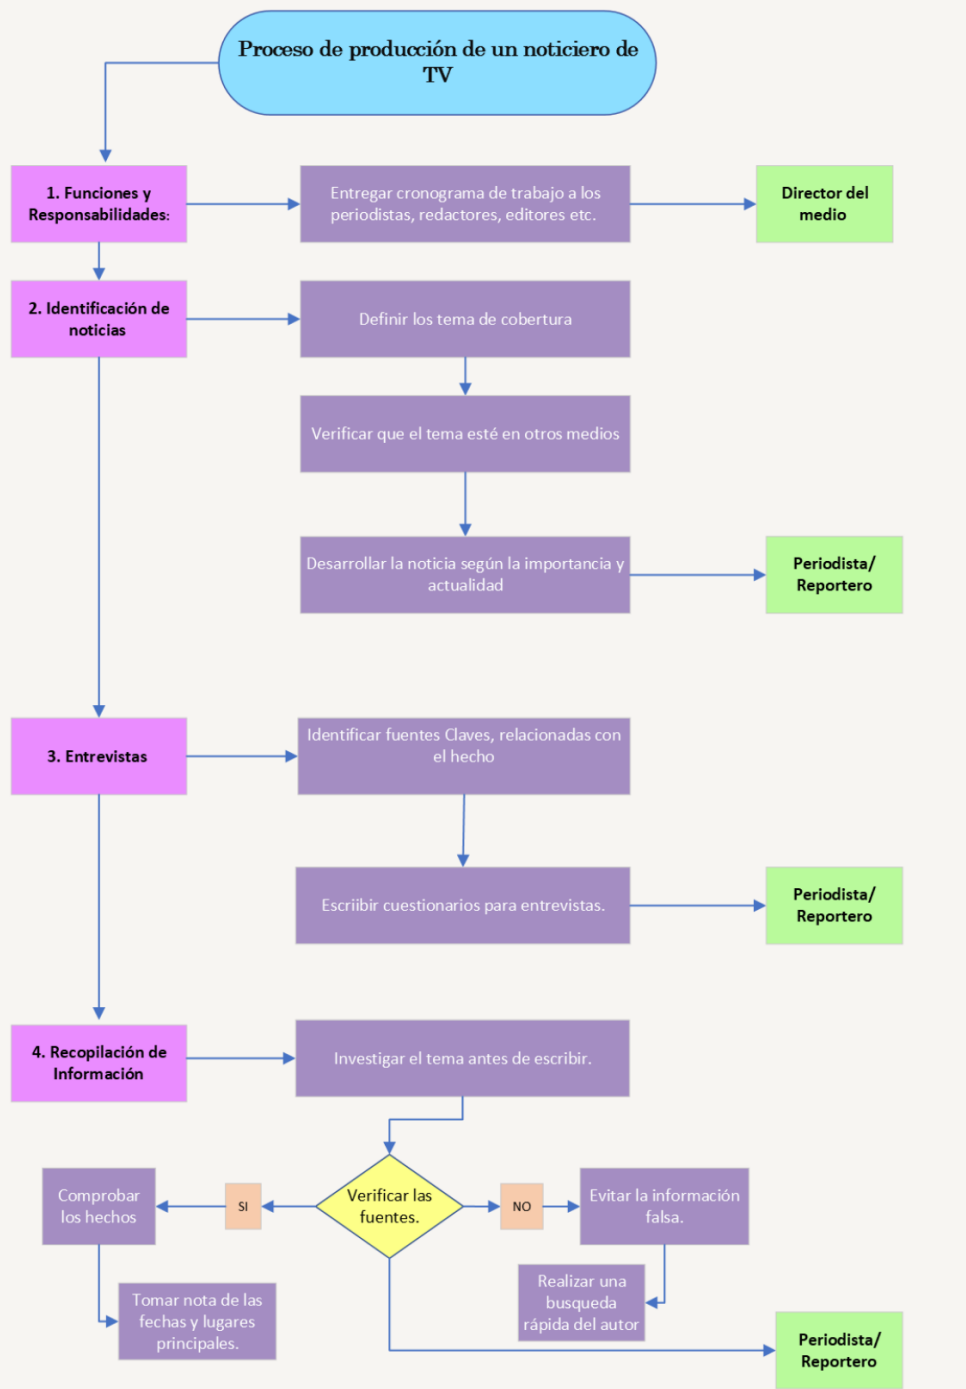 Proceso de producción de un noticiero de
TV
1. Funciones y
Responsabilidades:
Entregar cronograma de trabajo a los
periodistas, redactores, editores etc.
Director del
medio
2. Identificación de
noticias
Definir los tema de cobertura
Verificar que el tema esté en otros medios
Desarrollar la noticia según la importancia y
actualidad
Periodista/
Reportero
3. Entrevistas
Identificar fuentes Claves, relacionadas con
el hecho
Escriibir cuestionarios para entrevistas.
Periodista/
Reportero
4. Recopilación de
Información
Investigar el tema antes de escribir.
Verificar las
fuentes.
SI
Comprobar
los hechos
Tomar nota de las
fechas y lugares
principales.
NO
Evitar la información
falsa.
Realizar una
busqueda
rápida del autor
Periodista/
Reportero